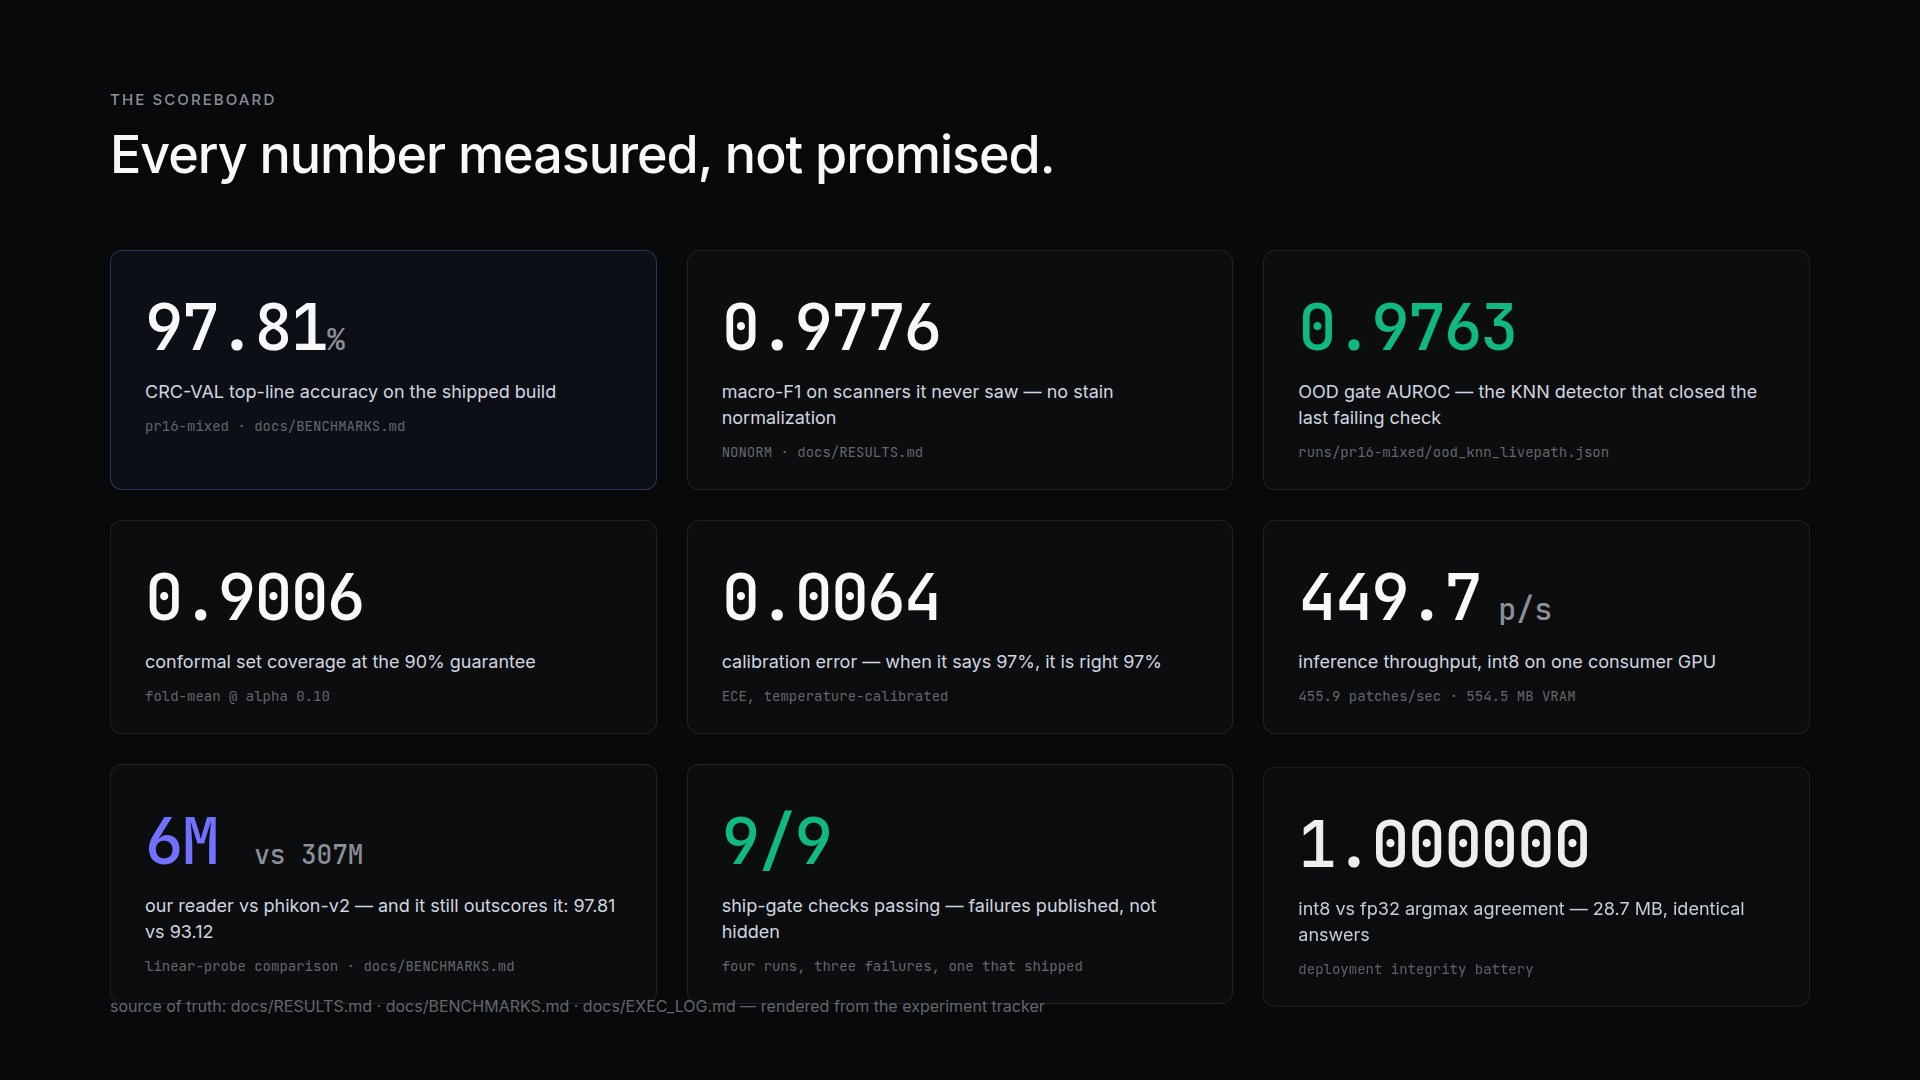 THE SCOREBOARD
Every number measured, not promised.
97.81%
CRC-VAL top-line accuracy on the shipped build
pr16-mixed · docs/BENCHMARKS.md
0.9776
macro-F1 on scanners it never saw — no stain
normalization
NONORM · docs/RESULTS.md
0.9763
OOD gate AUROC — the KNN detector that closed the
last failing check
runs/pr16-mixed/ood_knn_livepath.json
0.9006
conformal set coverage at the 90% guarantee
fold-mean @ alpha 0.10
0.0064
calibration error — when it says 97%, it is right 97%
ECE, temperature-calibrated
449.7 p/s
inference throughput, int8 on one consumer GPU
455.9 patches/sec · 554.5 MB VRAM
6M vs 307M
our reader vs phikon-v2 — and it still outscores it: 97.81
vs 93.12
linear-probe comparison · docs/BENCHMARKS.md
9/9
ship-gate checks passing — failures published, not
hidden
four runs, three failures, one that shipped
1.000000
int8 vs fp32 argmax agreement — 28.7 MB, identical
answers
deployment integrity battery
source of truth: docs/RESULTS.md · docs/BENCHMARKS.md · docs/EXEC_LOG.md — rendered from the experiment tracker